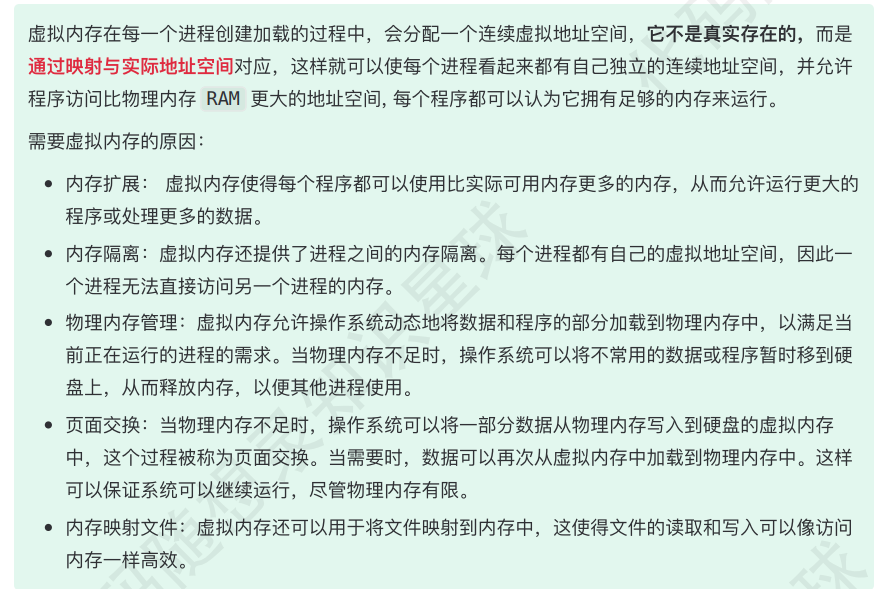 虚拟内存在每一个进程创建加载的过程中，会分配一个连续虚拟地址空间，它不是真实存在的，而是
通过映射与实际地址空间对应，这样就可以使每个进程看起来都有自己独立的连续地址空间，并允许
程序访问比物理内存 RAM 更大的地址空间, 每个程序都可以认为它拥有足够的内存来运行。
需要虚拟内存的原因：
• 内存扩展： 虚拟内存使得每个程序都可以使用比实际可用内存更多的内存，从而允许运行更大的
程序或处理更多的数据。
• 内存隔离：虚拟内存还提供了进程之间的内存隔离。每个进程都有自己的虚拟地址空间，因此一
个进程无法直接访问另一个进程的内存。
• 物理内存管理：虚拟内存允许操作系统动态地将数据和程序的部分加载到物理内存中，以满足当
前正在运行的进程的需求。当物理内存不足时，操作系统可以将不常用的数据或程序暂时移到硬
盘上，从而释放内存，以便其他进程使用。
• 页面交换：当物理内存不足时，操作系统可以将一部分数据从物理内存写入到硬盘的虚拟内存
中，这个过程被称为页面交换。当需要时，数据可以再次从虚拟内存中加载到物理内存中。这样
可以保证系统可以继续运行，尽管物理内存有限。
• 内存映射文件：虚拟内存还可以用于将文件映射到内存中，这使得文件的读取和写入可以像访问
内存一样高效。
码随想录知识星球
代码
球